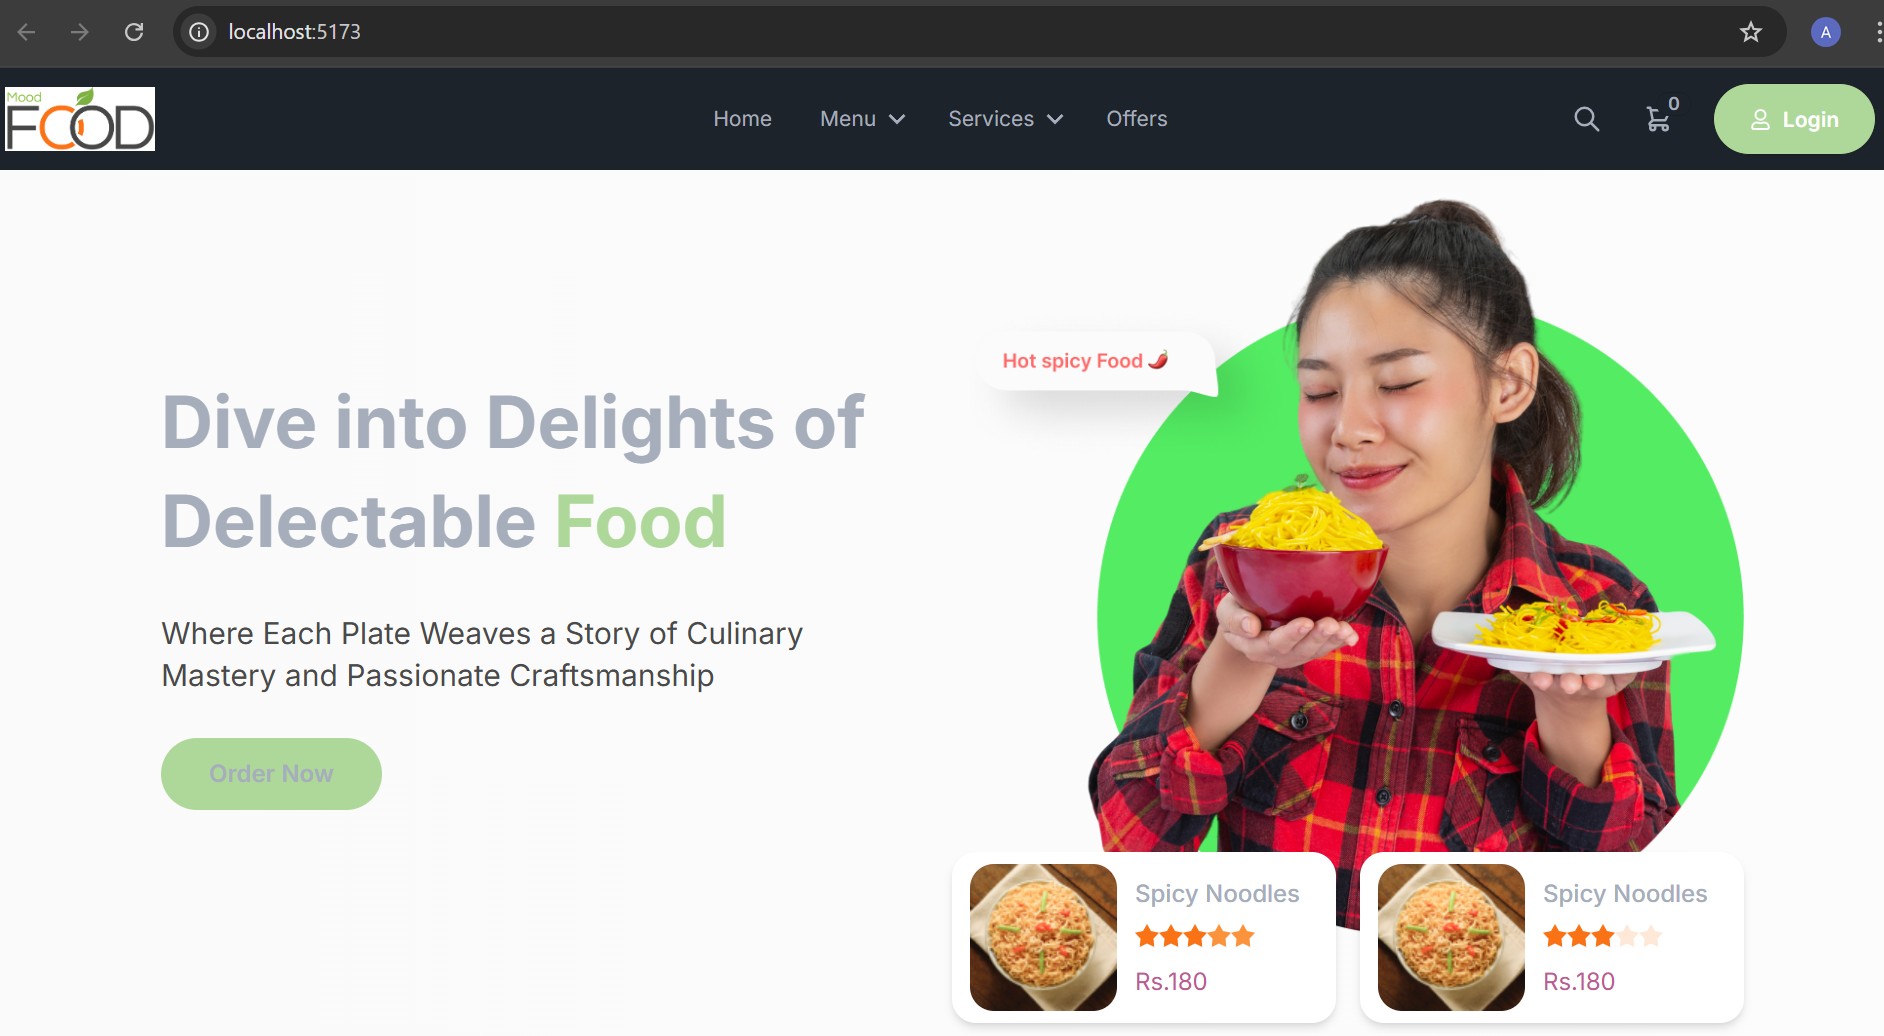 localhost:5173
A
Mood
FOOD
Home Menu Services Offers
0
Login
Hot spicy Food 🌶️
Dive into Delights of
Delectable Food
Where Each Plate Weaves a Story of Culinary
Mastery and Passionate Craftsmanship
Order Now
Spicy Noodles
Rs.180
Spicy Noodles
Rs.180